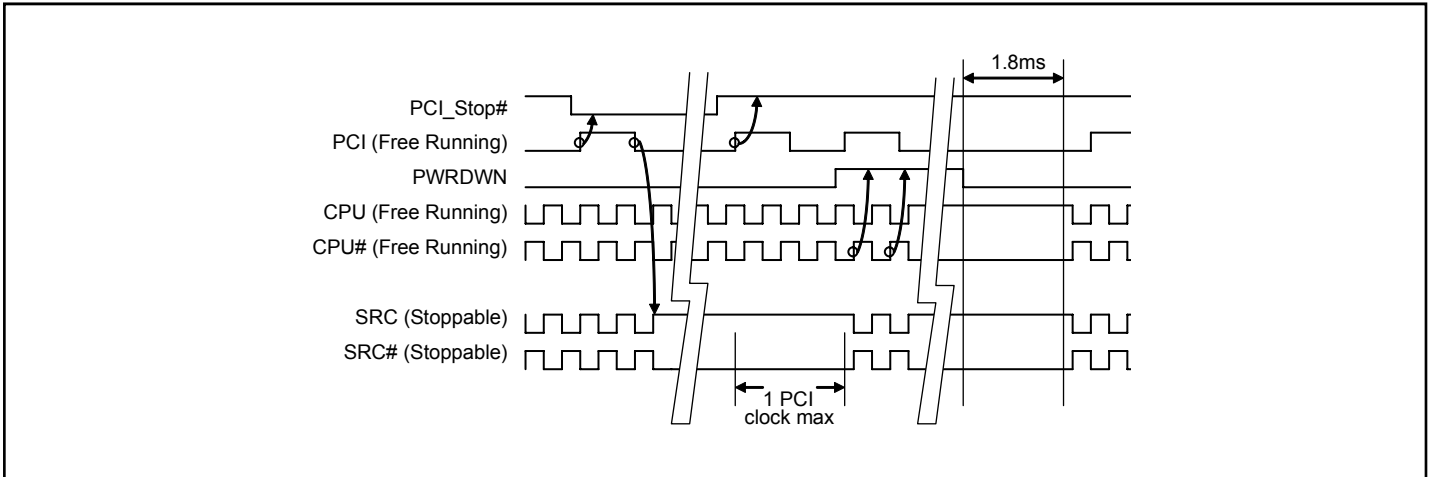 1.8ms
PCI_Stop#
PCI (Free Running)
PWRDWN
CPU (Free Running)
CPU# (Free Running)
SRC (Stoppable)
SRC# (Stoppable)
1 PCI
clock max